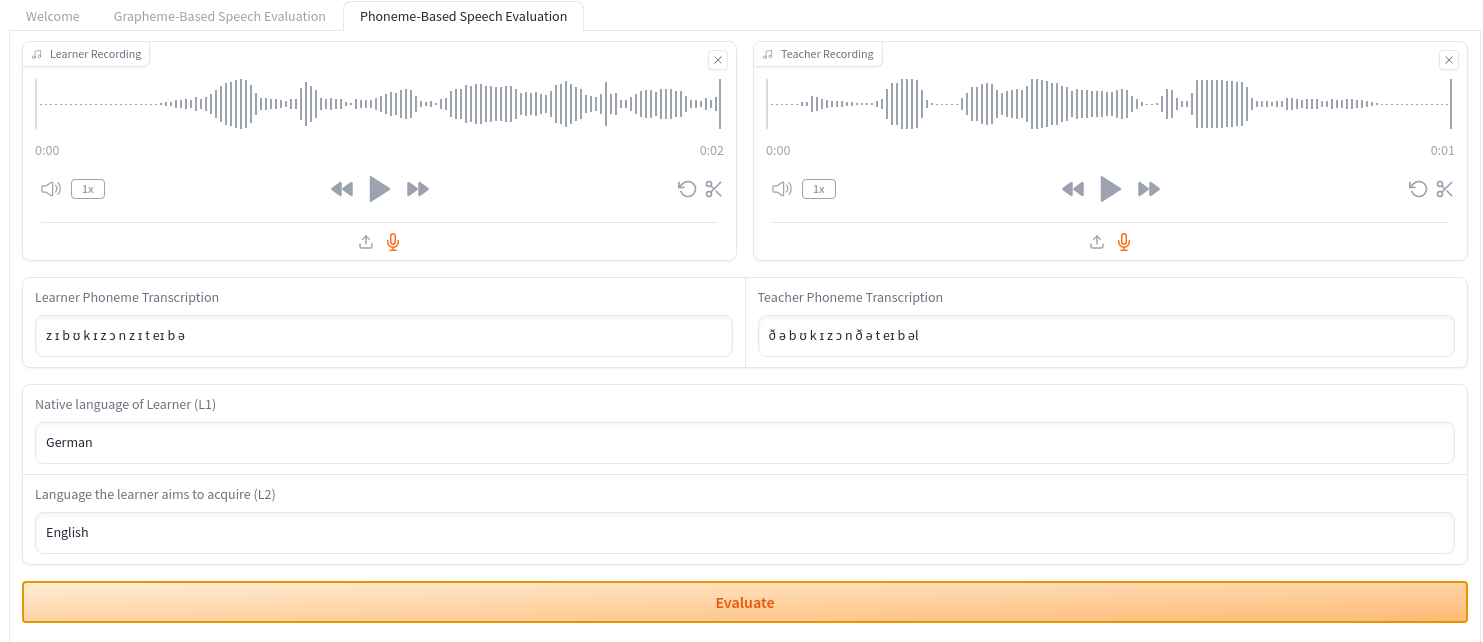 Welcome Grapheme-Based Speech Evaluation Phoneme-Based Speech Evaluation
Learner Recording
0:00 0:02
1x
Teacher Recording
0:00 0:01
1x
Learner Phoneme Transcription
z ɪ b ʊ k ɪ z ɔ n z ɪ t eɪ b ə
Teacher Phoneme Transcription
ð ə b ʊ k ɪ z ɔ n ð ə t eɪ b əl
Native language of Learner (L1)
German
Language the learner aims to acquire (L2)
English
Evaluate